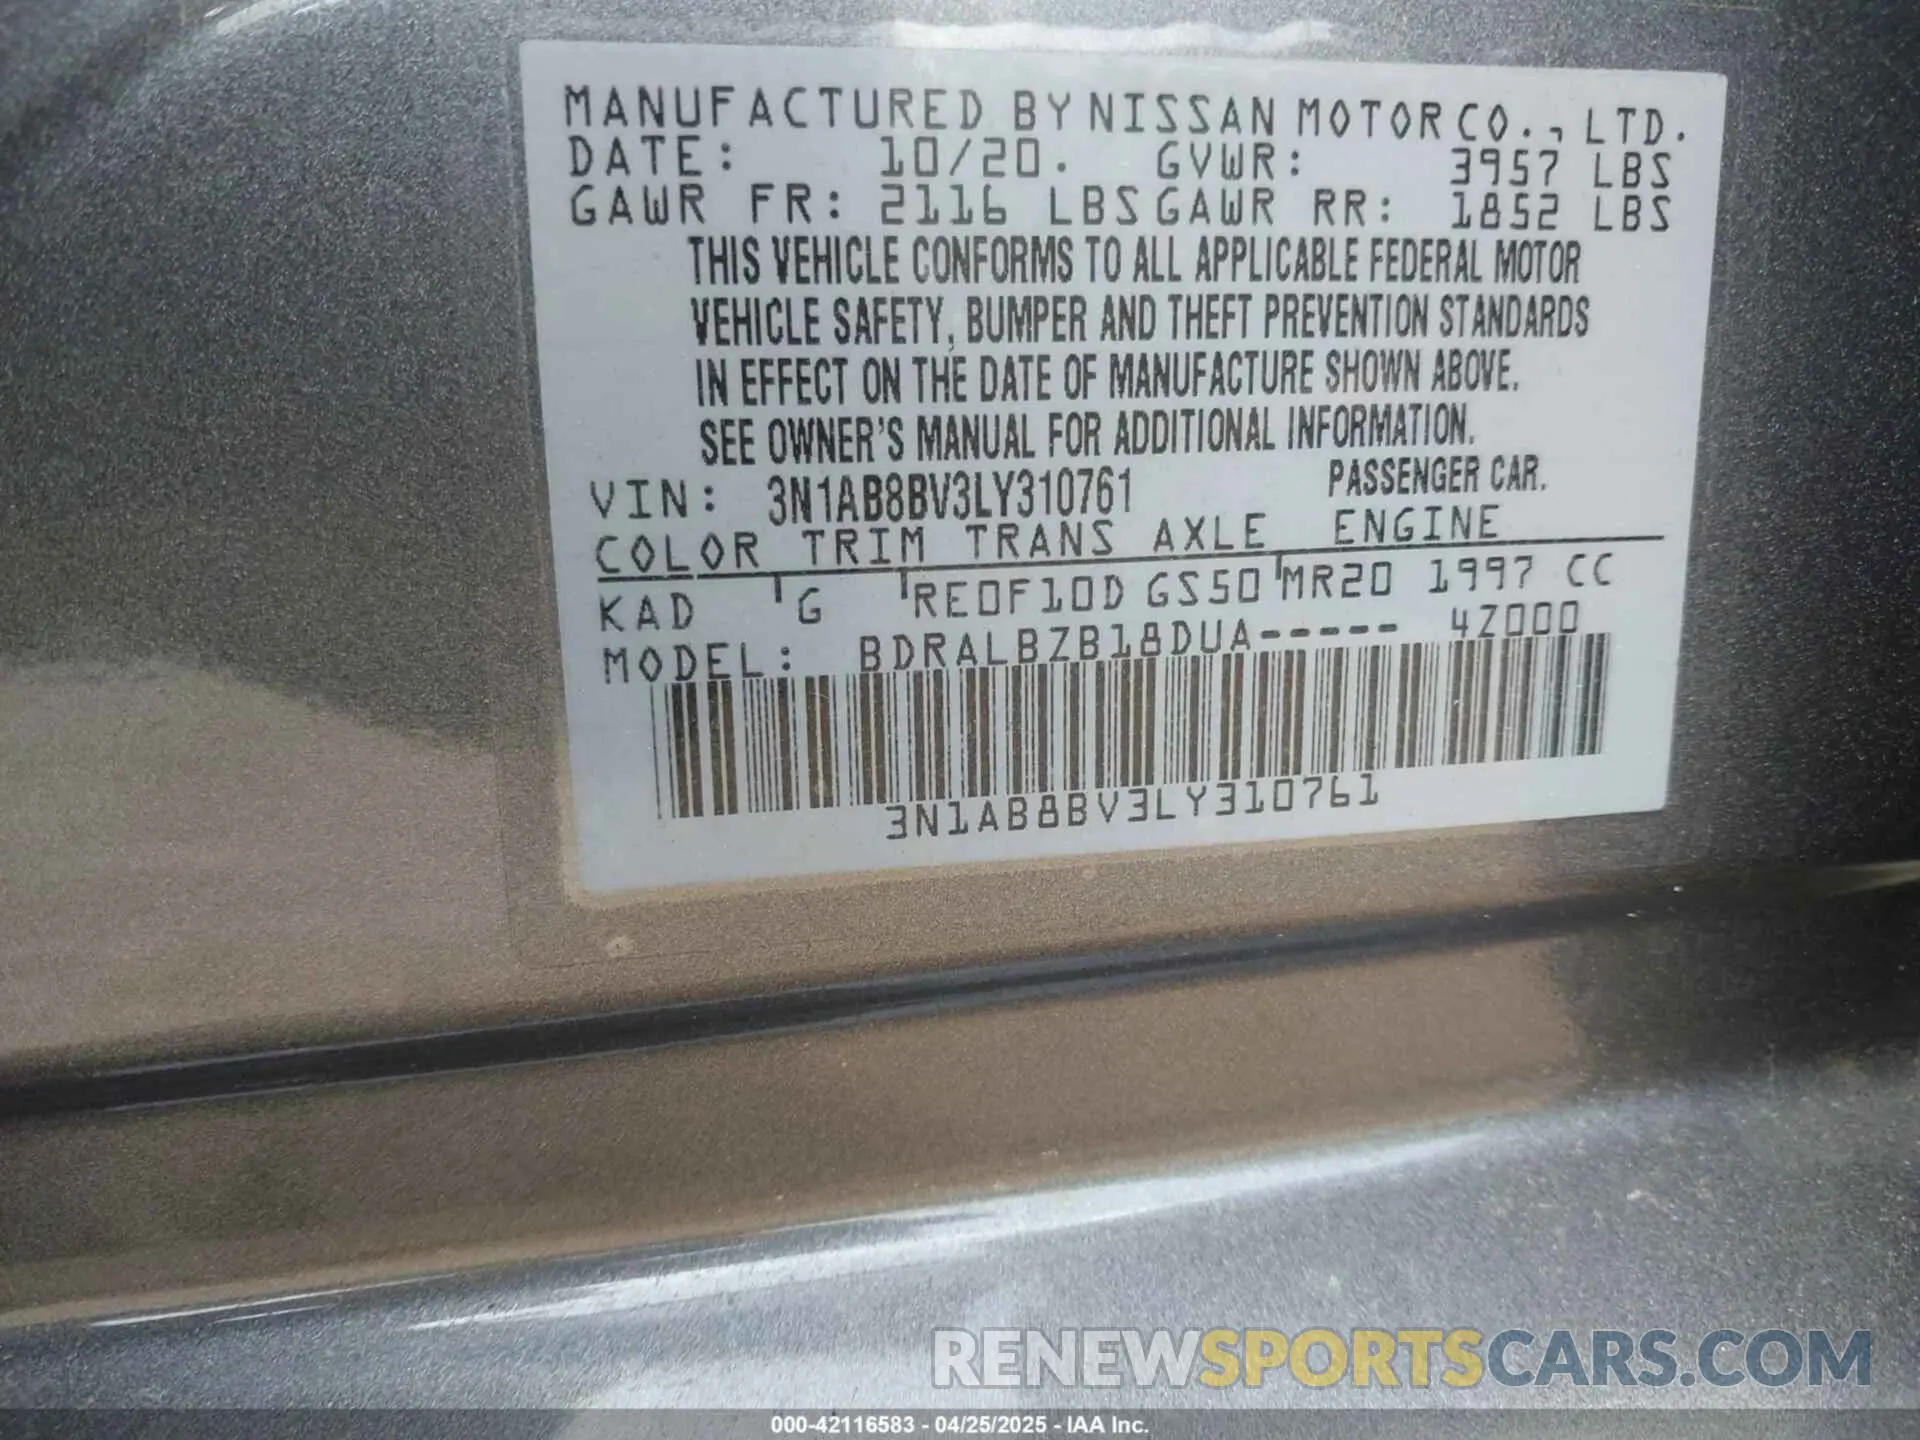 MANUFACTURED BY NISSAN MOTOR CO., LTD.
DATE: 10/20. GVWR: 3957 LBS
GAWR FR: 2116 LBS GAWR RR: 1852 LBS
THIS VEHICLE CONFORMS TO ALL APPLICABLE FEDERAL MOTOR
VEHICLE SAFETY, BUMPER AND THEFT PREVENTION STANDARDS
IN EFFECT ON THE DATE OF MANUFACTURE SHOWN ABOVE.
SEE OWNER'S MANUAL FOR ADDITIONAL INFORMATION.
VIN: 3N1AB8BV3LY310761 PASSENGER CAR.
COLOR TRIM TRANS AXLE ENGINE
KAD G RE0F10D GS50 MR20 1997 CC
MODEL: BDRALBZB18DUA----- 4Z000
3N1AB8BV3LY310761
RENEWSPORTSCARS.COM
000-42116583 - 04/25/2025 - IAA Inc.